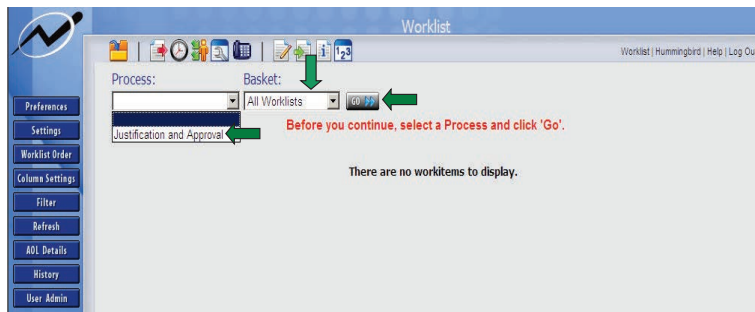 Worklist
Worklist | Hummingbird | Help | Log Ou
Process:
Basket:
All Worklists
GO
Justification and Approval
Before you continue, select a Process and click 'Go'.
There are no workitems to display.
Preferences
Settings
Worklist Order
Column Settings
Filter
Refresh
AOL Details
History
User Admin
123